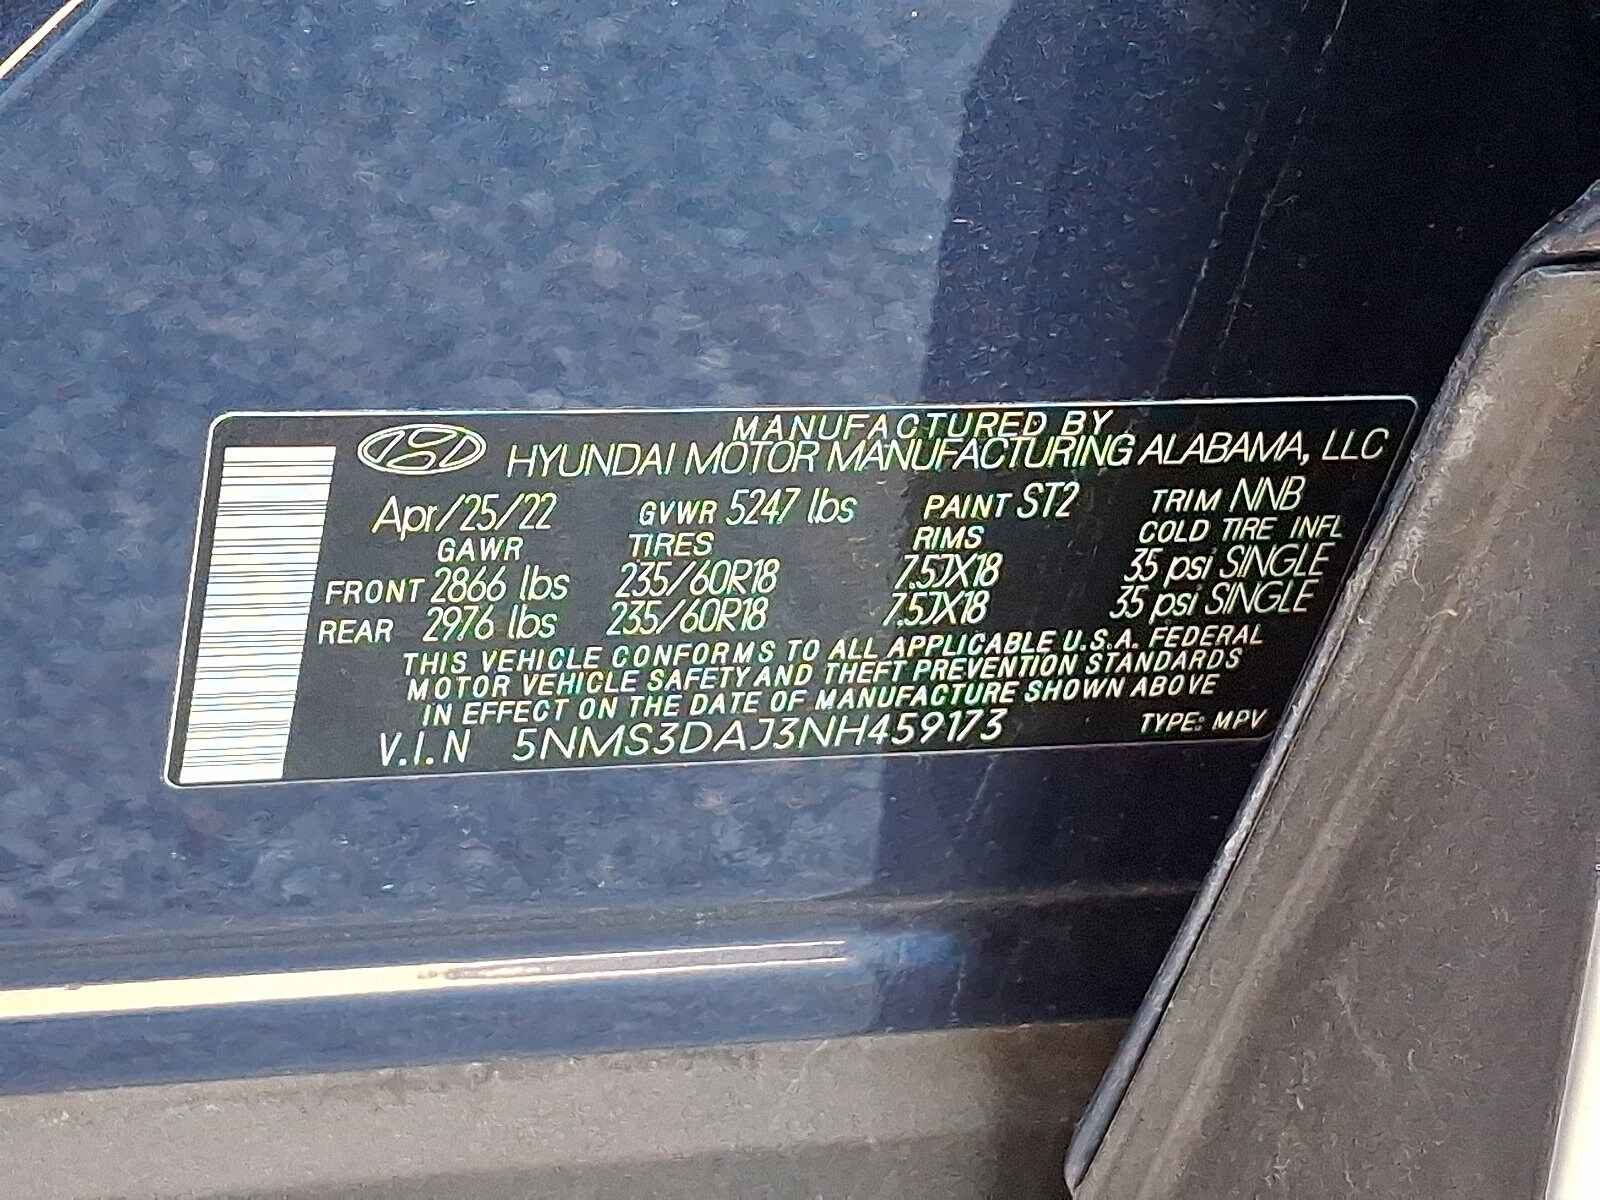 MANUFACTURED BY
HYUNDAI MOTOR MANUFACTURING ALABAMA, LLC
Apr/25/22 GVWR 5247 lbs PAINT ST2 TRIM NNB
GAWR TIRES RIMS COLD TIRE INFL
FRONT 2866 lbs 235/60R18 7.5JX18 35 psi SINGLE
REAR 2976 lbs 235/60R18 7.5JX18 35 psi SINGLE
THIS VEHICLE CONFORMS TO ALL APPLICABLE U.S.A. FEDERAL
MOTOR VEHICLE SAFETY AND THEFT PREVENTION STANDARDS
IN EFFECT ON THE DATE OF MANUFACTURE SHOWN ABOVE
V.I.N 5NMS3DAJ3NH459173 TYPE: MPV